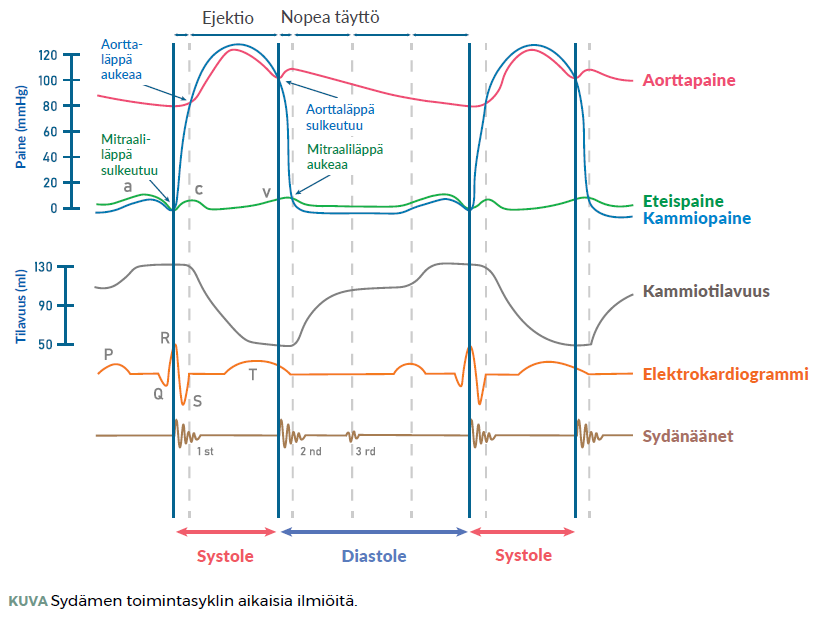 Ejektio
Nopea täyttö
120
100
80
60
40
20
0
Paine (mmHg)
Aortta-
läppä
aukeaa
Mitraali-
läppä
sulkeutuu
Aorttaläppä
sulkeutuu
Mitraaliläppä
aukeaa
a
c
v
Aorttapaine
Eteispaine
Kammiopaine
130
90
50
Tilavuus (ml)
Kammiotilavuus
P
Q
R
S
T
Elektrokardiogrammi
1 st
2 nd
3 rd
Sydänäänet
Systole
Diastole
Systole
KUVA Sydämen toimintasyklin aikaisia ilmiöitä.